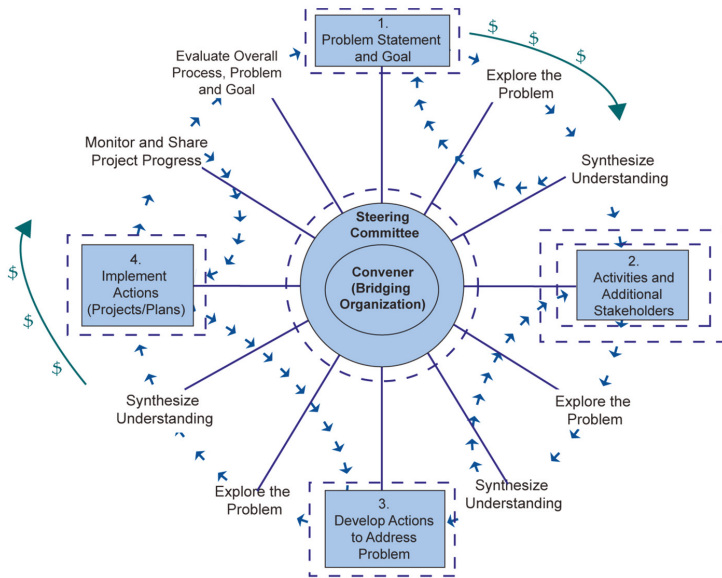 1.
Problem Statement
and Goal
$
$
$
Explore the
Problem
Synthesize
Understanding
2.
Activities and
Additional
Stakeholders
Explore the
Problem
Synthesize
Understanding
3.
Develop Actions
to Address
Problem
Explore the
Problem
Synthesize
Understanding
$
$
$
4.
Implement
Actions
(Projects/Plans)
Monitor and Share
Project Progress
Evaluate Overall
Process, Problem
and Goal
Steering
Committee
Convener
(Bridging
Organization)